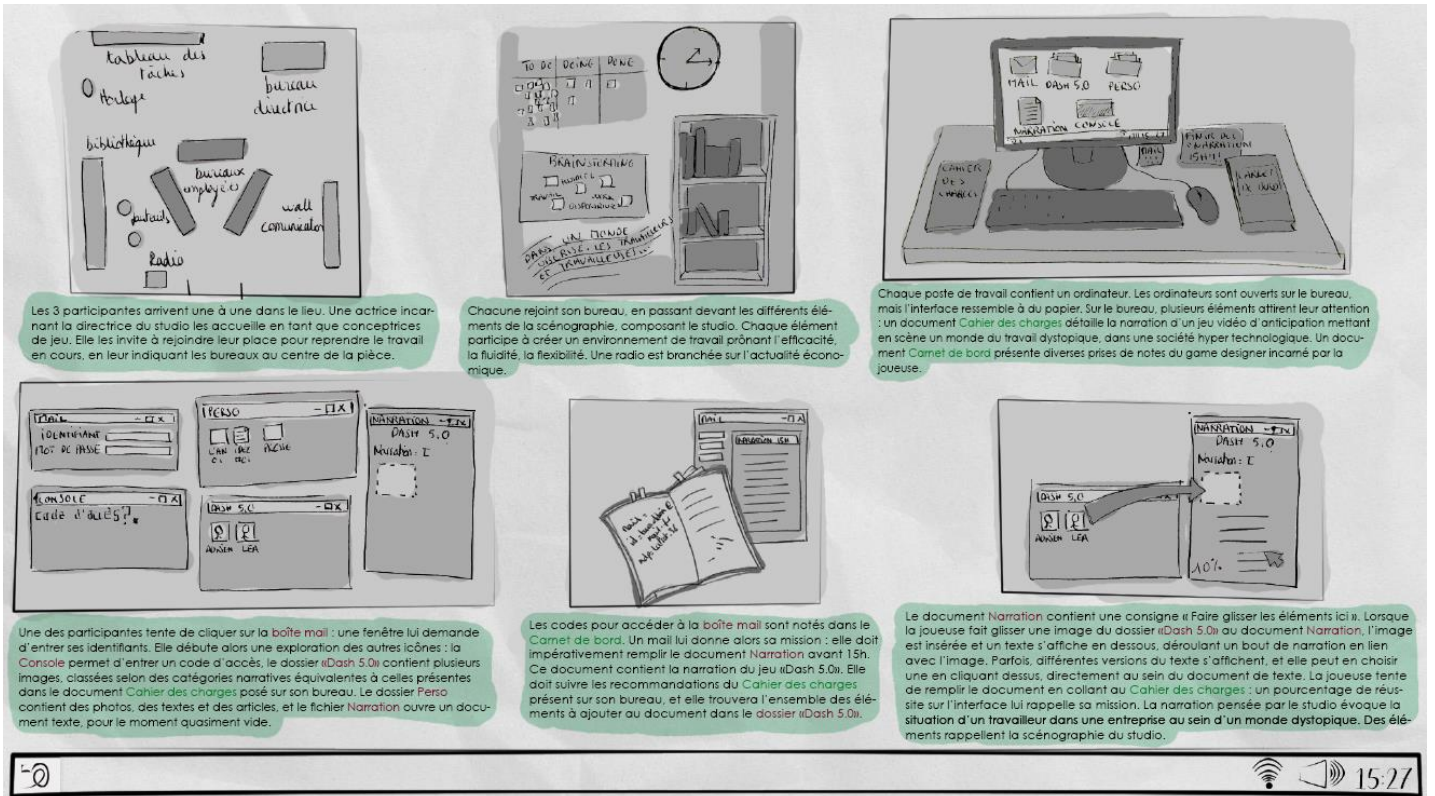 tableau des
tâches
Horloge
bureau
directrice
bibliothèque
bureaux
employés
fauteuils
wall
Radio
Les 3 participantes arrivent une à une dans le lieu. Une actrice incar-
nant la directrice du studio les accueille en tant que conceptrices
de jeu. Elle les invite à rejoindre leur place pour reprendre le travail
en cours, en leur indiquant les bureaux au centre de la pièce.
TO DO DOING DONE
BRAINSTORMING
DANS UN MONDE
LES TRAVAILLEURS
ET TRAVAILLEUSES...
Chacune rejoint son bureau, en passant devant les différents élé-
ments de la scénographie, composant le studio. Chaque élément
participe à créer un environnement de travail prônant l'efficacité,
la fluidité, la flexibilité. Une radio est branchée sur l'actualité écono-
mique.
MAIL DASH 5.0 PERSO
NARRATION CONSOLE
MAIL
NARRATION
15H!!
CAHIER
DES
CHARGES
CARNET
DE BORD
Chaque poste de travail contient un ordinateur. Les ordinateurs sont ouverts sur le bureau,
mais l'interface ressemble à du papier. Sur le bureau, plusieurs éléments attirent leur attention
: un document Cahier des charges détaille la narration d'un jeu vidéo d'anticipation mettant
en scène un monde du travail dystopique, dans une société hyper technologique. Un docu-
ment Carnet de bord présente diverses prises de notes du game designer incarné par la
joueuse.
MAIL
IDENTIFIANT
MOT DE PASSE
PERSO
NARRATION
DASH 5.0
Narration : I
CONSOLE
Code d'accès?
DASH 5.0
LEA
Une des participantes tente de cliquer sur la boîte mail : une fenêtre lui demande
d'entrer ses identifiants. Elle débute alors une exploration des autres icônes : la
Console permet d'entrer un code d'accès, le dossier «Dash 5.0» contient plusieurs
images, classées selon des catégories narratives équivalentes à celles présentes
dans le document Cahier des charges posé sur son bureau. Le dossier Perso
contient des photos, des textes et des articles, et le fichier Narration ouvre un docu-
ment texte, pour le moment quasiment vide.
MAIL
NARRATION 15H
Les codes pour accéder à la boîte mail sont notés dans le
Carnet de bord. Un mail lui donne alors sa mission : elle doit
impérativement remplir le document Narration avant 15h.
Ce document contient la narration du jeu «Dash 5.0». Elle
doit suivre les recommandations du Cahier des charges
présent sur son bureau, et elle trouvera l'ensemble des élé-
ments à ajouter au document dans le dossier «Dash 5.0».
NARRATION
DASH 5.0
Narration : I
DASH 5.0
LEA
10%
Le document Narration contient une consigne « Faire glisser les éléments ici ». Lorsque
la joueuse fait glisser une image du dossier «Dash 5.0» au document Narration, l'image
est insérée et un texte s'affiche en dessous, déroulant un bout de narration en lien
avec l'image. Parfois, différentes versions du texte s'affichent, et elle peut en choisir
une en cliquant dessus, directement au sein du document de texte. La joueuse tente
de remplir le document en collant au Cahier des charges : un pourcentage de réus-
site sur l'interface lui rappelle sa mission. La narration pensée par le studio évoque la
situation d'un travailleur dans une entreprise au sein d'un monde dystopique. Des élé-
ments rappellent la scénographie du studio.
15:27